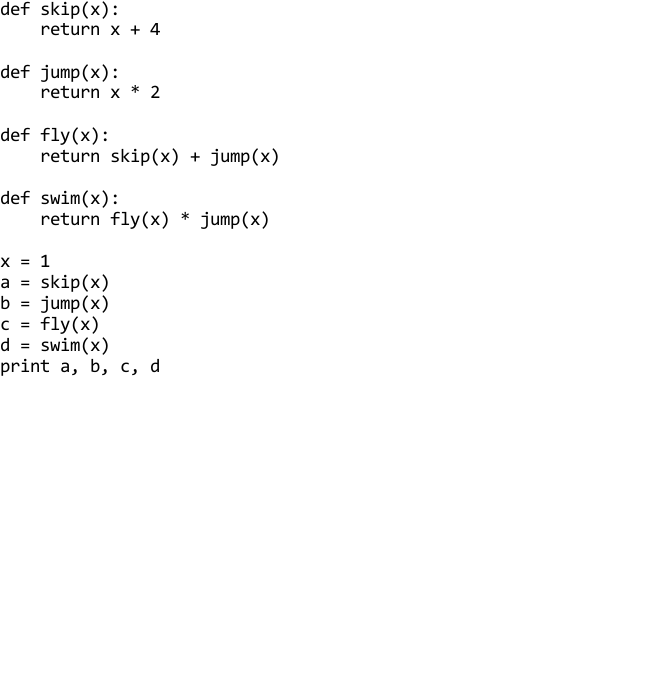 def skip(x):
    return x + 4

def jump(x):
    return x * 2

def fly(x):
    return skip(x) + jump(x)

def swim(x):
    return fly(x) * jump(x)

x = 1
a = skip(x)
b = jump(x)
c = fly(x)
d = swim(x)
print a, b, c, d